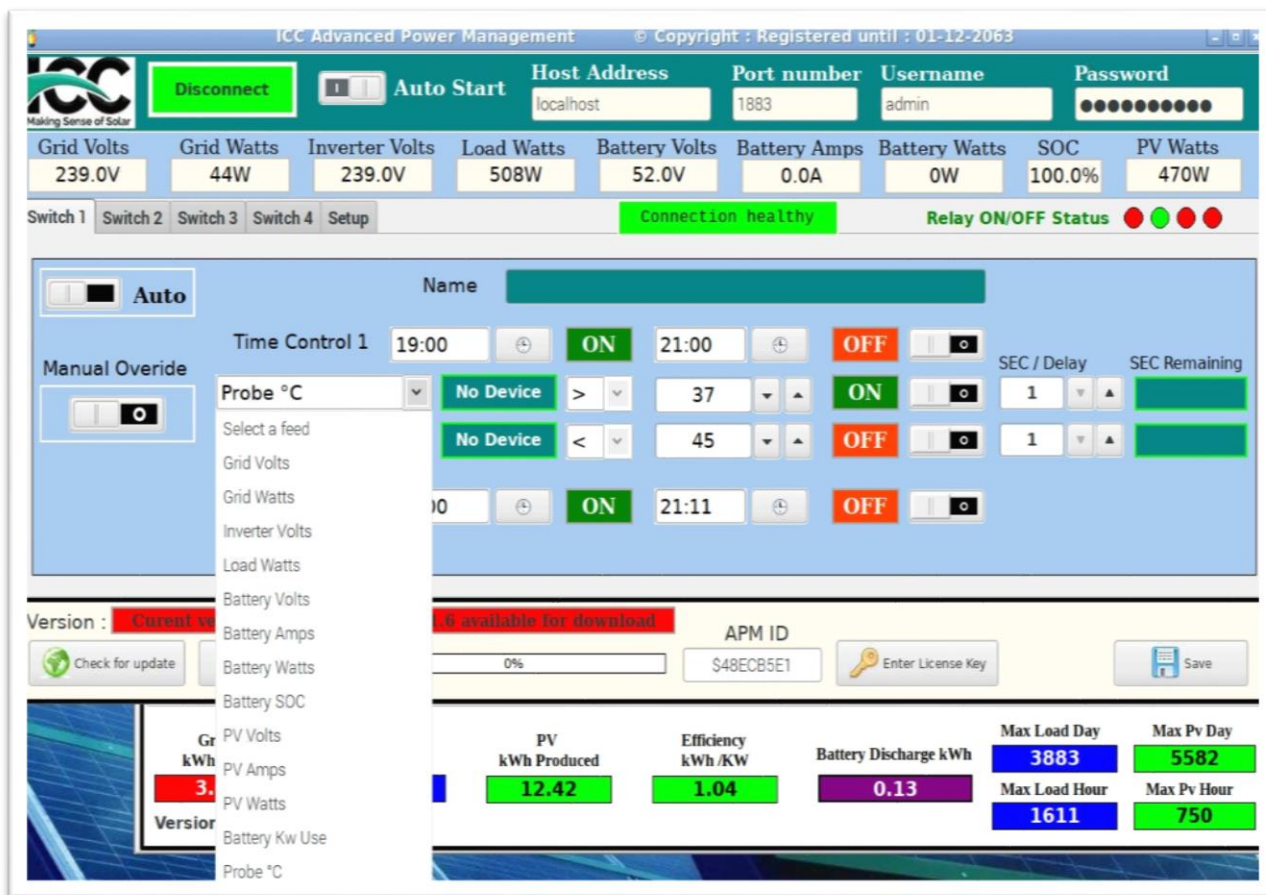 ICC Advanced Power Management © Copyright : Registered until : 01-12-2063
ICC
Making Sense of Solar
Disconnect
Auto Start
Host Address Port number Username Password
localhost 1883 admin ●●●●●●●●●●
Grid Volts Grid Watts Inverter Volts Load Watts Battery Volts Battery Amps Battery Watts SOC PV Watts
239.0V 44W 239.0V 508W 52.0V 0.0A 0W 100.0% 470W
Switch 1 Switch 2 Switch 3 Switch 4 Setup Connection healthy Relay ON/OFF Status
Auto Name
Time Control 1 19:00 ON 21:00 OFF O
Manual Overide SEC / Delay SEC Remaining
Probe °C No Device > 37 ON O 1
O
No Device < 45 OFF O 1
ON 21:11 OFF O
Select a feed
Grid Volts
Grid Watts
Inverter Volts
Load Watts
Battery Volts
Battery Amps
Battery Watts
Battery SOC
PV Volts
PV Amps
PV Watts
Battery Kw Use
Probe °C
Version : Curent .6 available for download
APM ID
Check for update 0% $48ECB5E1 Enter License Key Save
PV Efficiency Battery Discharge kWh Max Load Day Max Pv Day
kWh kWh Produced kWh /KW 3883 5582
3. 12.42 1.04 0.13 Max Load Hour Max Pv Hour
Version 1611 750